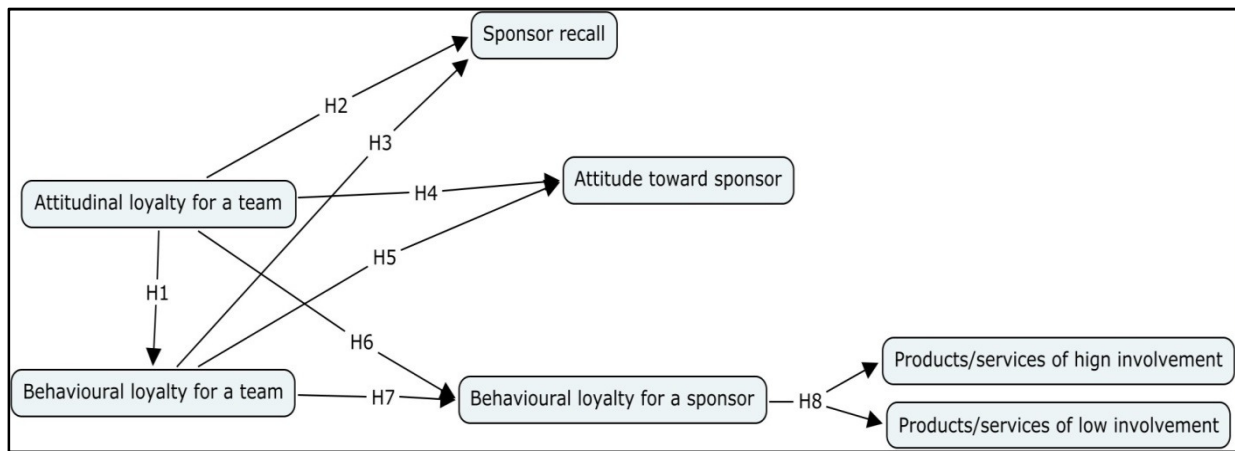 Sponsor recall
H2
H3
Attitude toward sponsor
Attitudinal loyalty for a team
H4
H5
H1
H6
Products/services of hign involvement
Behavioural loyalty for a team
H7
Behavioural loyalty for a sponsor
H8
Products/services of low involvement